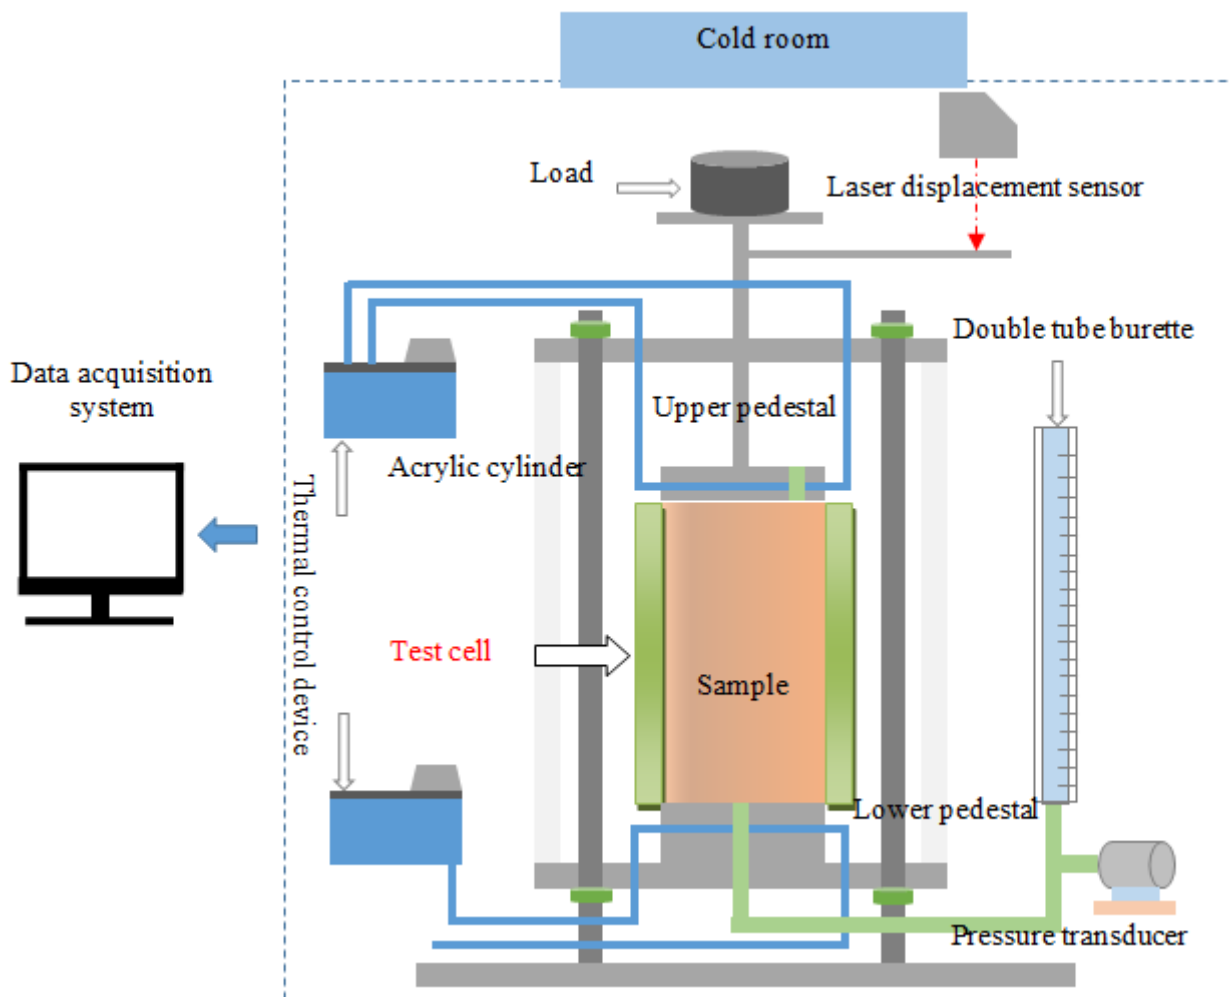 Cold room
Load
Laser displacement sensor
Double tube burette
Data acquisition
system
Upper pedestal
Acrylic cylinder
Thermal control device
Test cell
Sample
Lower pedestal
Pressure transducer